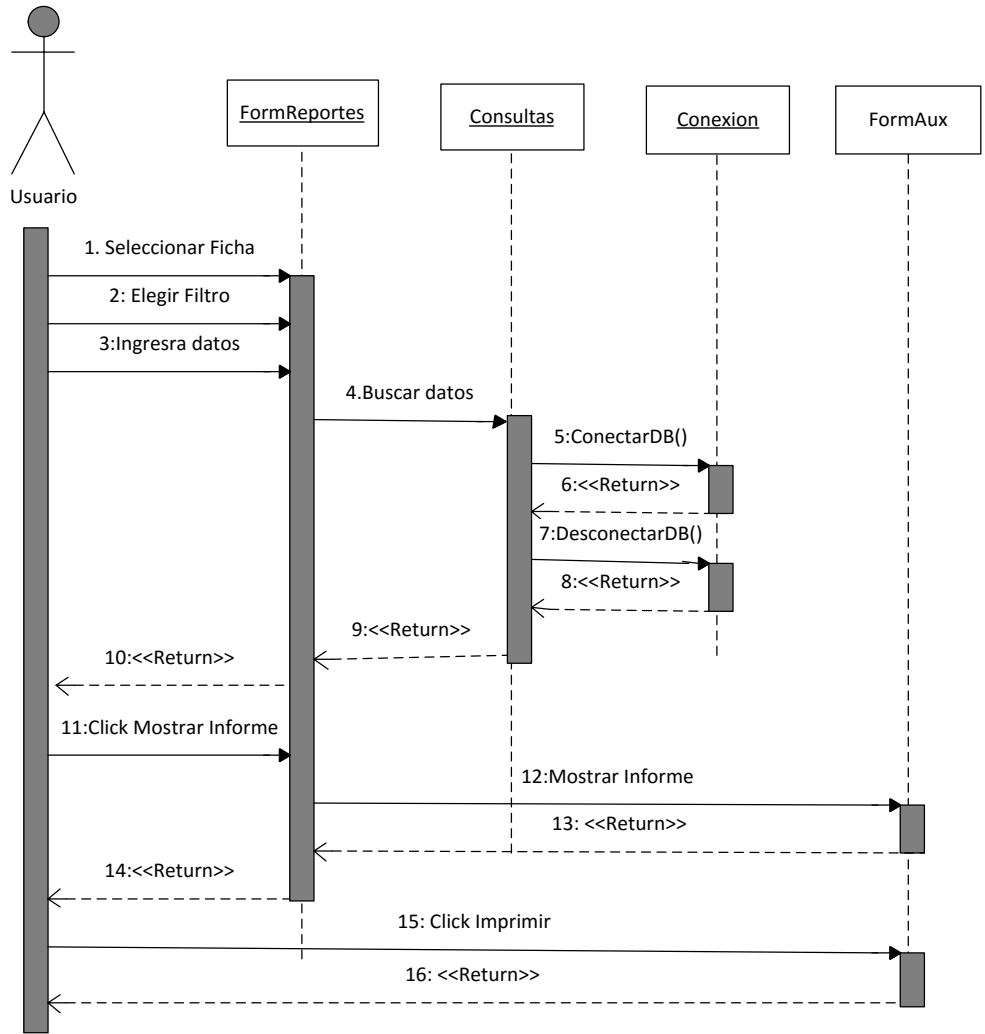 FormReportes
Consultas
Conexion
FormAux
Usuario
1. Seleccionar Ficha
2: Elegir Filtro
3:Ingresra datos
4.Buscar datos
5:ConectarDB()
6:<<Return>>
7:DesconectarDB()
8:<<Return>>
9:<<Return>>
10:<<Return>>
11:Click Mostrar Informe
12:Mostrar Informe
13: <<Return>>
14:<<Return>>
15: Click Imprimir
16: <<Return>>